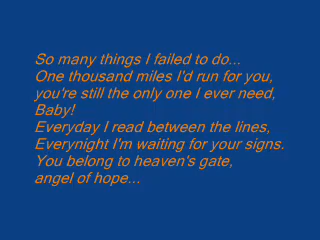 So many things I failed to do...
One thousand miles I'd run for you,
you're still the only one I ever need,
Baby!
Everyday I read between the lines,
Everynight I'm waiting for your signs.
You belong to heaven's gate,
angel of hope...